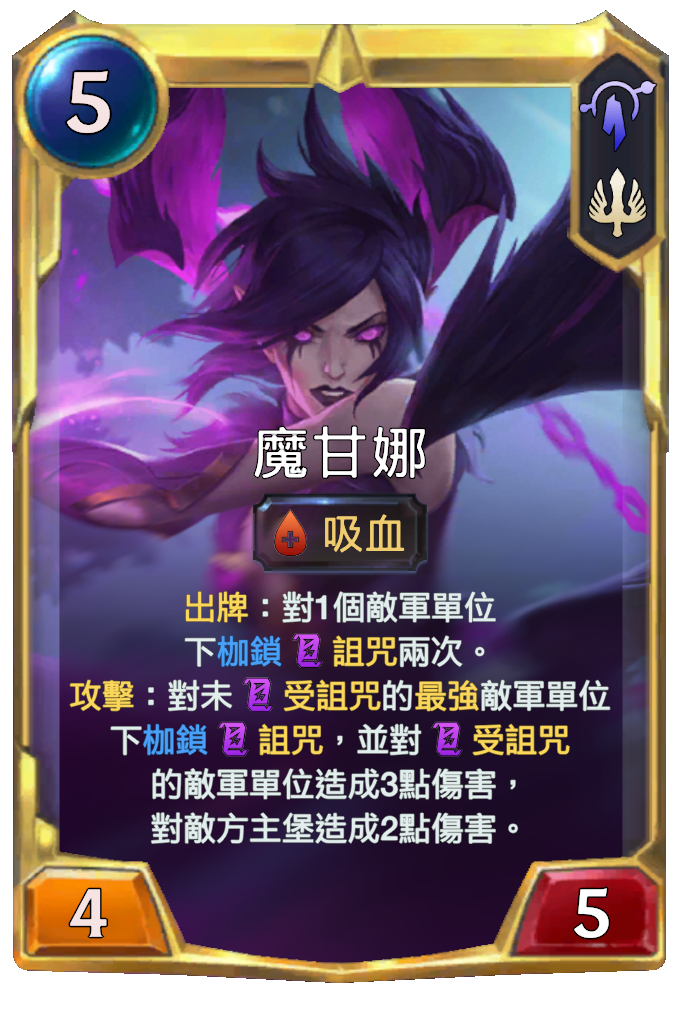 5
魔甘娜
吸血
出牌：對1個敵軍單位
下枷鎖 詛咒兩次。
攻擊：對未 受詛咒的最強敵軍單位
下枷鎖 詛咒，並對 受詛咒
的敵軍單位造成3點傷害，
對敵方主堡造成2點傷害。
4
5